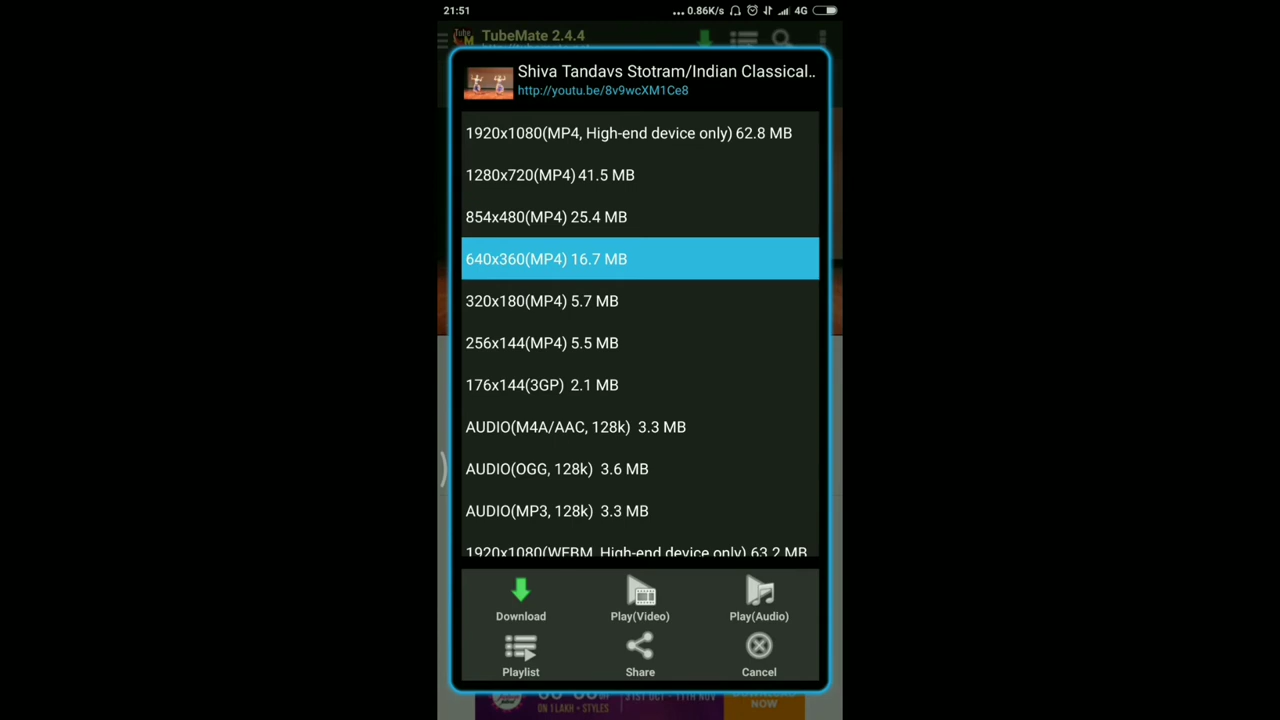 21:51
...0.86K/s
4G
TubeMate 2.4.4
Shiva Tandavs Stotram/Indian Classical..
http://youtu.be/8v9wcXM1Ce8
1920x1080(MP4, High-end device only) 62.8 MB
1280x720(MP4) 41.5 MB
854x480(MP4) 25.4 MB
640x360(MP4) 16.7 MB
320x180(MP4) 5.7 MB
256x144(MP4) 5.5 MB
176x144(3GP) 2.1 MB
AUDIO(M4A/AAC, 128k) 3.3 MB
AUDIO(OGG, 128k) 3.6 MB
AUDIO(MP3, 128k) 3.3 MB
1920x1080(WEBM, High-end device only) 63.2 MB
Download
Play(Video)
Play(Audio)
Playlist
Share
Cancel
ON 1 LAKH+ STYLES
DOWNLOAD
NOW